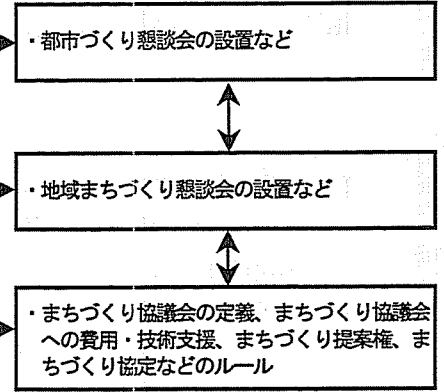 ・都市づくり懇談会の設置など
・地域まちづくり懇談会の設置など
・まちづくり協議会の定義、まちづくり協議会
への費用・技術支援、まちづくり提案権、ま
ちづくり協定などのルール